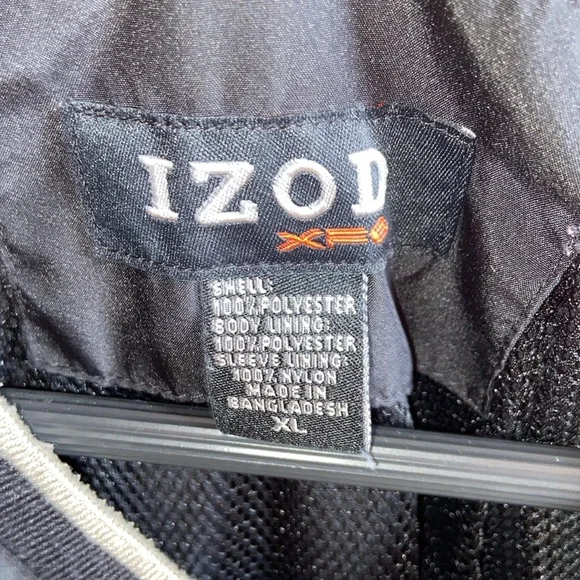 IZOD
XFG
SHELL:
100%POLYESTER
BODY LINING:
100%POLYESTER
SLEEVE LINING:
100%NYLON
MADE IN
BANGLADESH
XL